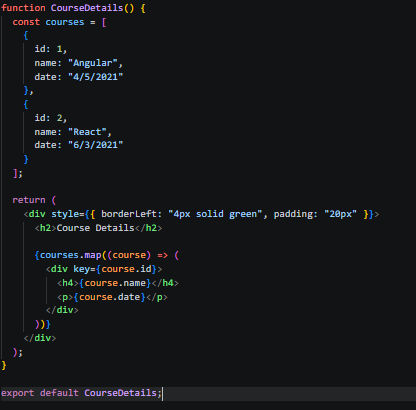 function CourseDetails() {
  const courses = [
    {
      id: 1,
      name: "Angular",
      date: "4/5/2021"
    },
    {
      id: 2,
      name: "React",
      date: "6/3/2021"
    }
  ];

  return (
    <div style={{ borderLeft: "4px solid green", padding: "20px" }}>
      <h2>Course Details</h2>

      {courses.map((course) => (
        <div key={course.id}>
          <h4>{course.name}</h4>
          <p>{course.date}</p>
        </div>
      ))}
    </div>
  );
}

export default CourseDetails;